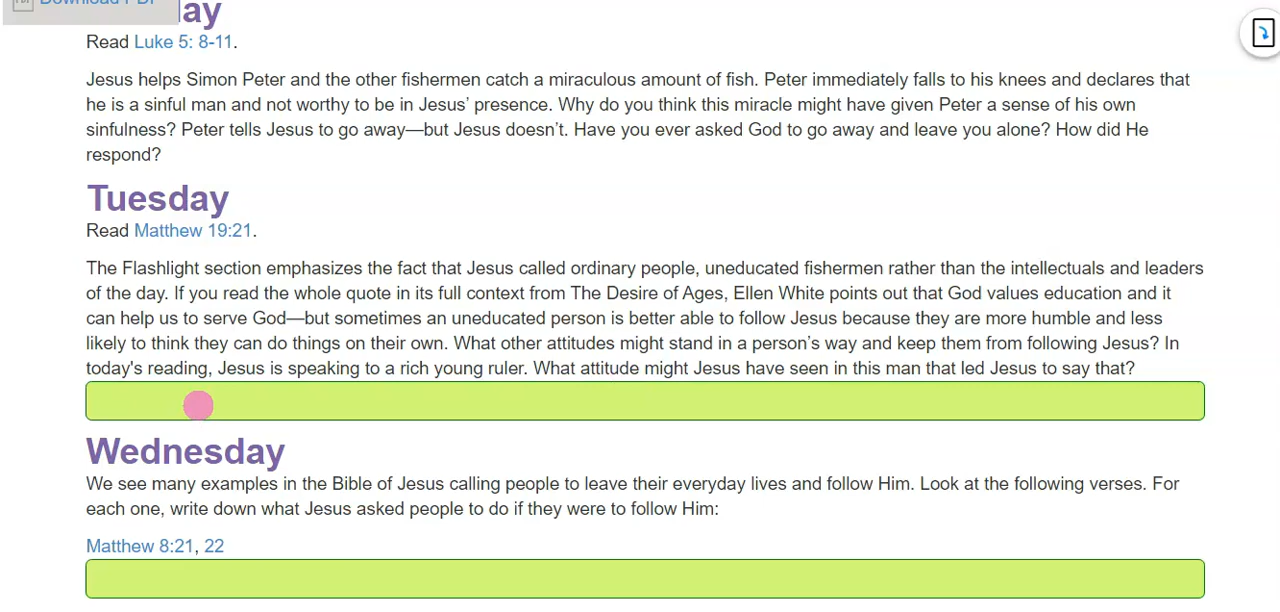 Download PDF
ay
Read Luke 5: 8-11.
Jesus helps Simon Peter and the other fishermen catch a miraculous amount of fish. Peter immediately falls to his knees and declares that
he is a sinful man and not worthy to be in Jesus’ presence. Why do you think this miracle might have given Peter a sense of his own
sinfulness? Peter tells Jesus to go away—but Jesus doesn’t. Have you ever asked God to go away and leave you alone? How did He
respond?
Tuesday
Read Matthew 19:21.
The Flashlight section emphasizes the fact that Jesus called ordinary people, uneducated fishermen rather than the intellectuals and leaders
of the day. If you read the whole quote in its full context from The Desire of Ages, Ellen White points out that God values education and it
can help us to serve God—but sometimes an uneducated person is better able to follow Jesus because they are more humble and less
likely to think they can do things on their own. What other attitudes might stand in a person’s way and keep them from following Jesus? In
today's reading, Jesus is speaking to a rich young ruler. What attitude might Jesus have seen in this man that led Jesus to say that?
Wednesday
We see many examples in the Bible of Jesus calling people to leave their everyday lives and follow Him. Look at the following verses. For
each one, write down what Jesus asked people to do if they were to follow Him:
Matthew 8:21, 22